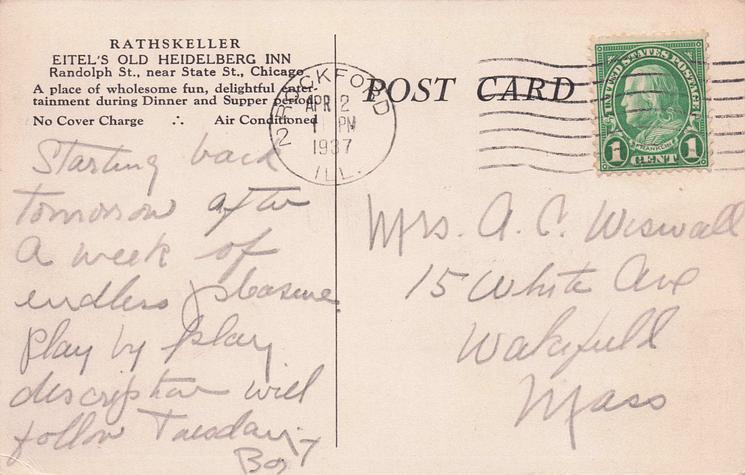 RATHSKELLER
EITEL'S OLD HEIDELBERG INN
Randolph St., near State St., Chicago
A place of wholesome fun, delightful enter-
tainment during Dinner and Supper periods
No Cover Charge ∴ Air Conditioned
ROCKFORD
2
APR 2
1 PM
1937
ILL.
POST CARD
UNITED STATES POSTAGE
FRANKLIN
1 CENT 1
Starting back
tomorrow after
a week of
endless pleasure.
Play by play
description will
follow Tuesday.
Mrs. A. C. Wiswall
15 White Ave
Wakefield
Mass